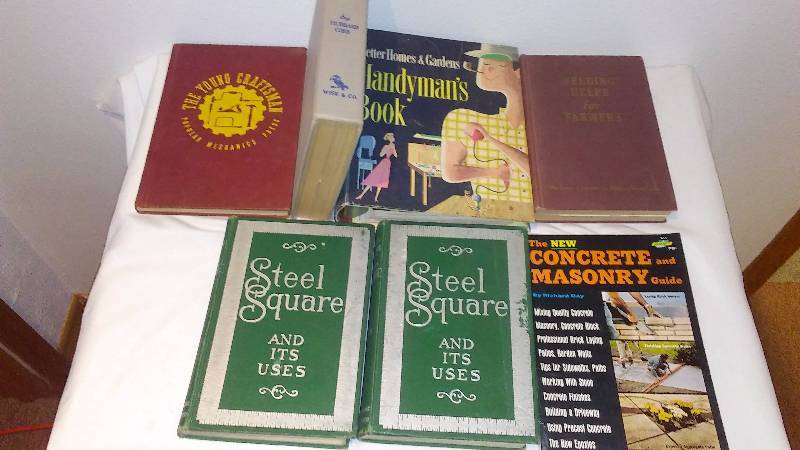 THE YOUNG CRAFTSMAN
POPULAR MECHANICS PRESS
HUBBARD
COBB
WISE & CO.
Better Homes & Gardens
Handyman's
Book
WELDING
HELPS
for
FARMERS
Steel
Square
AND
ITS
USES
Steel
Square
AND
ITS
USES
The NEW
CONCRETE and
MASONRY Guide
By Richard Day
Mixing Quality Concrete
Masonry, Concrete Block
Professional Brick Laying
Patios, Garden Walls
Tips for Sidewalks, Paths
Working With Stone
Concrete Finishes
Building a Driveway
Using Precast Concrete
The New Epoxies